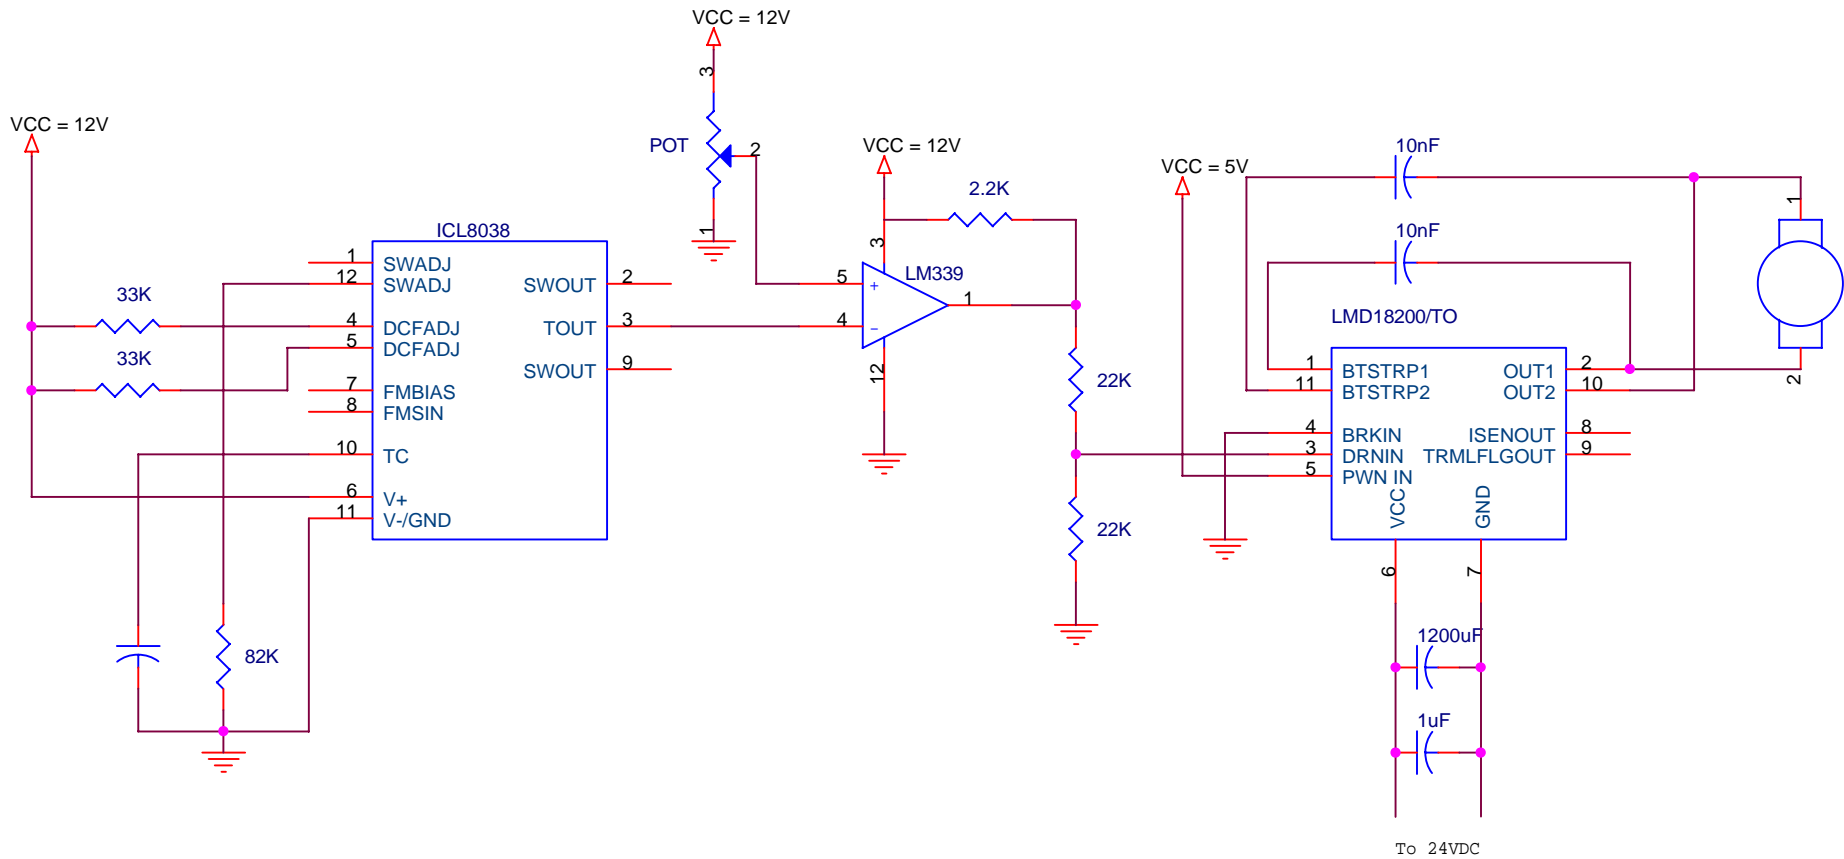 VCC = 12V
3
VCC = 12V
POT
2
VCC = 12V
10nF
VCC = 5V
2.2K
1
1
ICL8038
10nF
3
1
SWADJ
12
SWADJ
SWOUT
2
5
+
LM339
33K
1
4
DCFADJ
TOUT
3
4
−
LMD18200/TO
5
DCFADJ
33K
SWOUT
9
12
1
BTSTRP1
OUT1
2
2
7
FMBIAS
22K
11
BTSTRP2
OUT2
10
8
FMSIN
4
BRKIN
ISENOUT
8
10
TC
3
DRNIN
TRMLFLGOUT
9
5
PWN IN
6
V+
VCC
GND
11
V-/GND
22K
6
7
82K
1200uF
1uF
To 24VDC